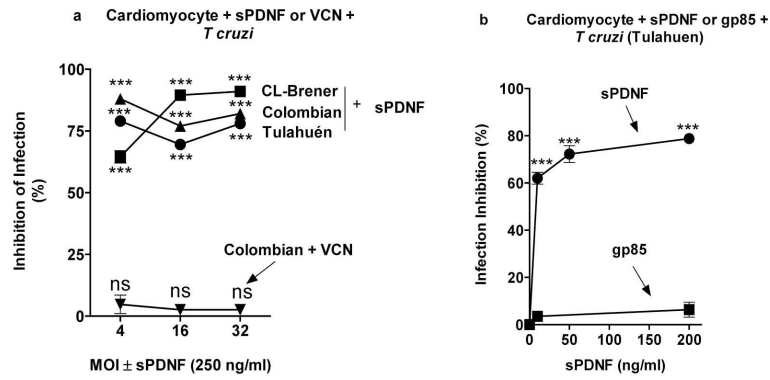 a Cardiomyocyte + sPDNF or VCN +
T cruzi
Inhibition of Infection
(%)
100
75
50
25
0
*** *** ***
CL-Brener
*** *** ***
Colombian + sPDNF
*** *** ***
Tulahuén
Colombian + VCN
ns ns ns
4 16 32
MOI ± sPDNF (250 ng/ml)
b Cardiomyocyte + sPDNF or gp85 +
T cruzi (Tulahuen)
Infection Inhibition (%)
100
80
60
40
20
0
sPDNF
*** *** ***
gp85
0 50 100 150 200
sPDNF (ng/ml)